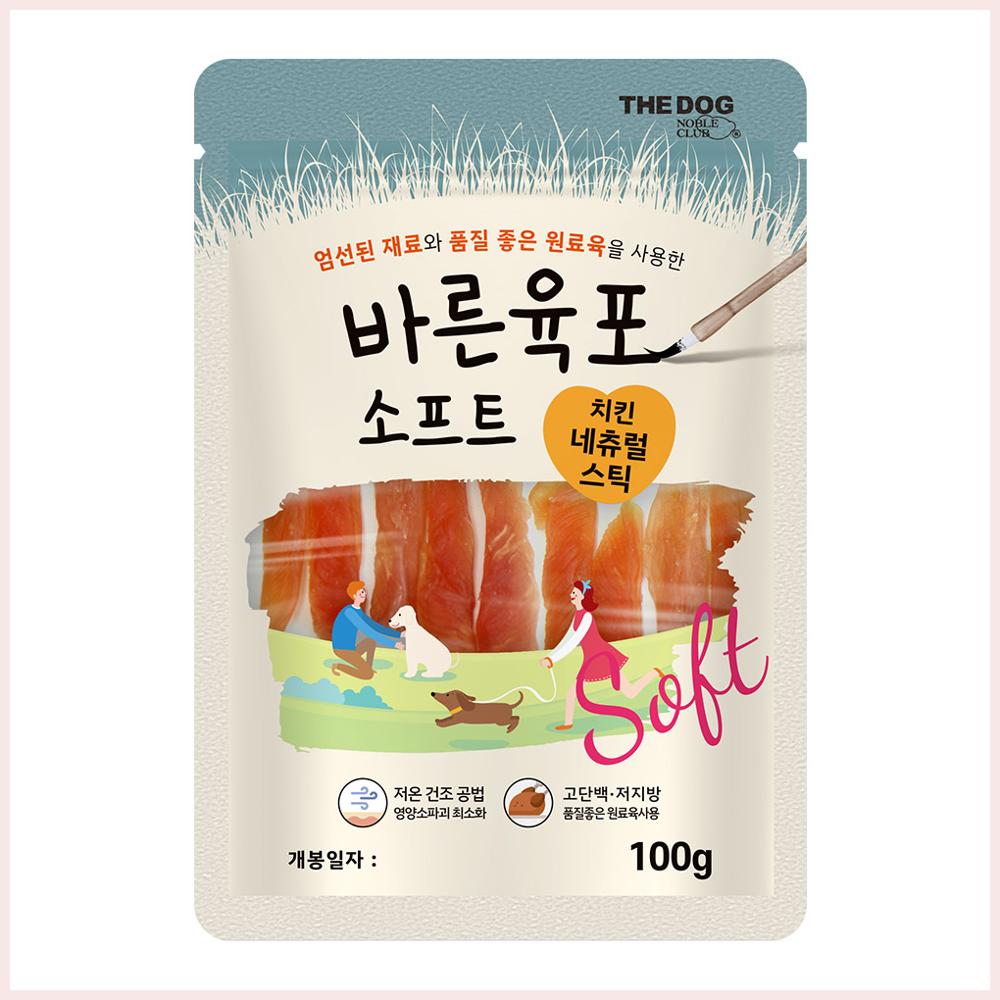 THE DOG
NOBLE
CLUB®
엄선된 재료와 품질 좋은 원료육을 사용한
바른육포
소프트
치킨
네츄럴
스틱
Soft
저온 건조 공법
영양소파괴 최소화
고단백·저지방
품질좋은 원료육사용
개봉일자 :
100g